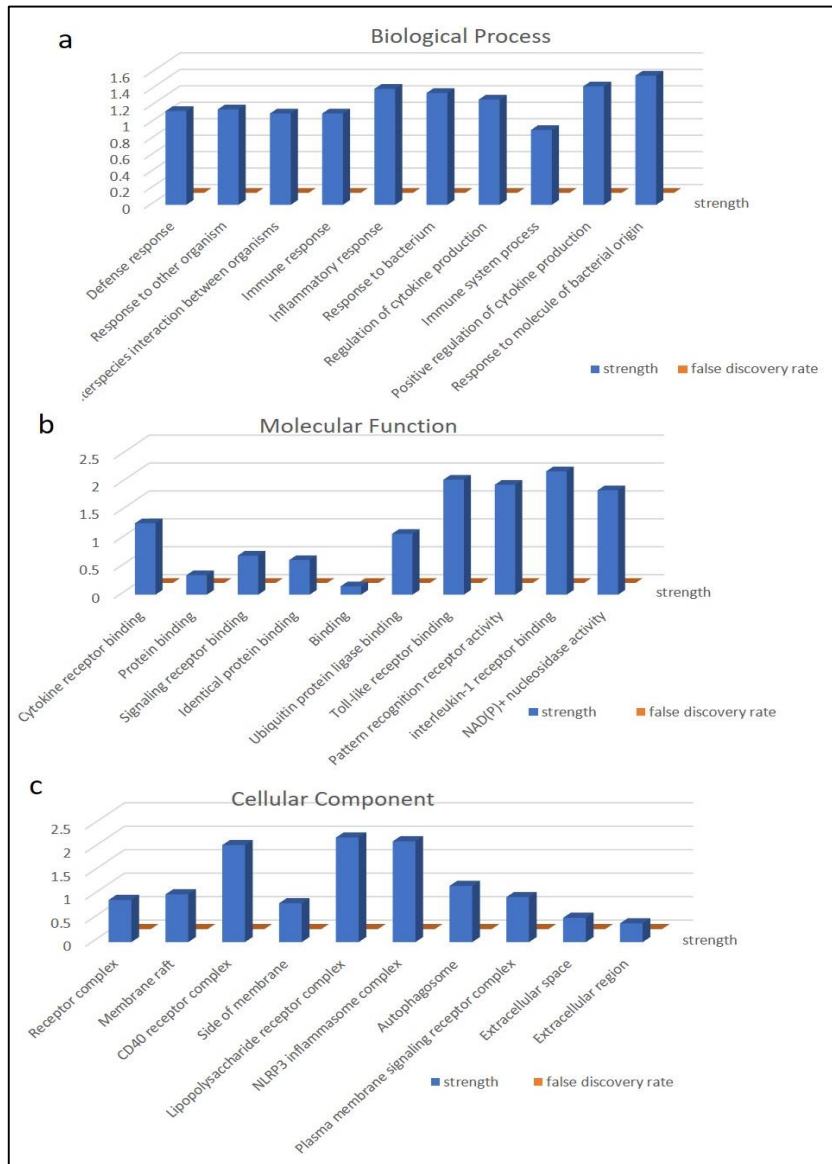 a
Biological Process
1.6
1.4
1.2
1
0.8
0.6
0.4
0.2
0
strength
Defense response
Response to other organism
terspecies interaction between organisms
Immune response
Inflammatory response
Response to bacterium
Regulation of cytokine production
Immune system process
Positive regulation of cytokine production
Response to molecule of bacterial origin
strength false discovery rate
b
Molecular Function
2.5
2
1.5
1
0.5
0
strength
Cytokine receptor binding
Protein binding
Signaling receptor binding
Identical protein binding
Binding
Ubiquitin protein ligase binding
Toll-like receptor binding
Pattern recognition receptor activity
interleukin-1 receptor binding
NAD(P)+ nucleosidase activity
strength false discovery rate
c
Cellular Component
2.5
2
1.5
1
0.5
0
strength
Receptor complex
Membrane raft
CD40 receptor complex
Side of membrane
Lipopolysaccharide receptor complex
NLRP3 inflammasome complex
Autophagosome
Plasma membrane signaling receptor complex
Extracellular space
Extracellular region
strength false discovery rate